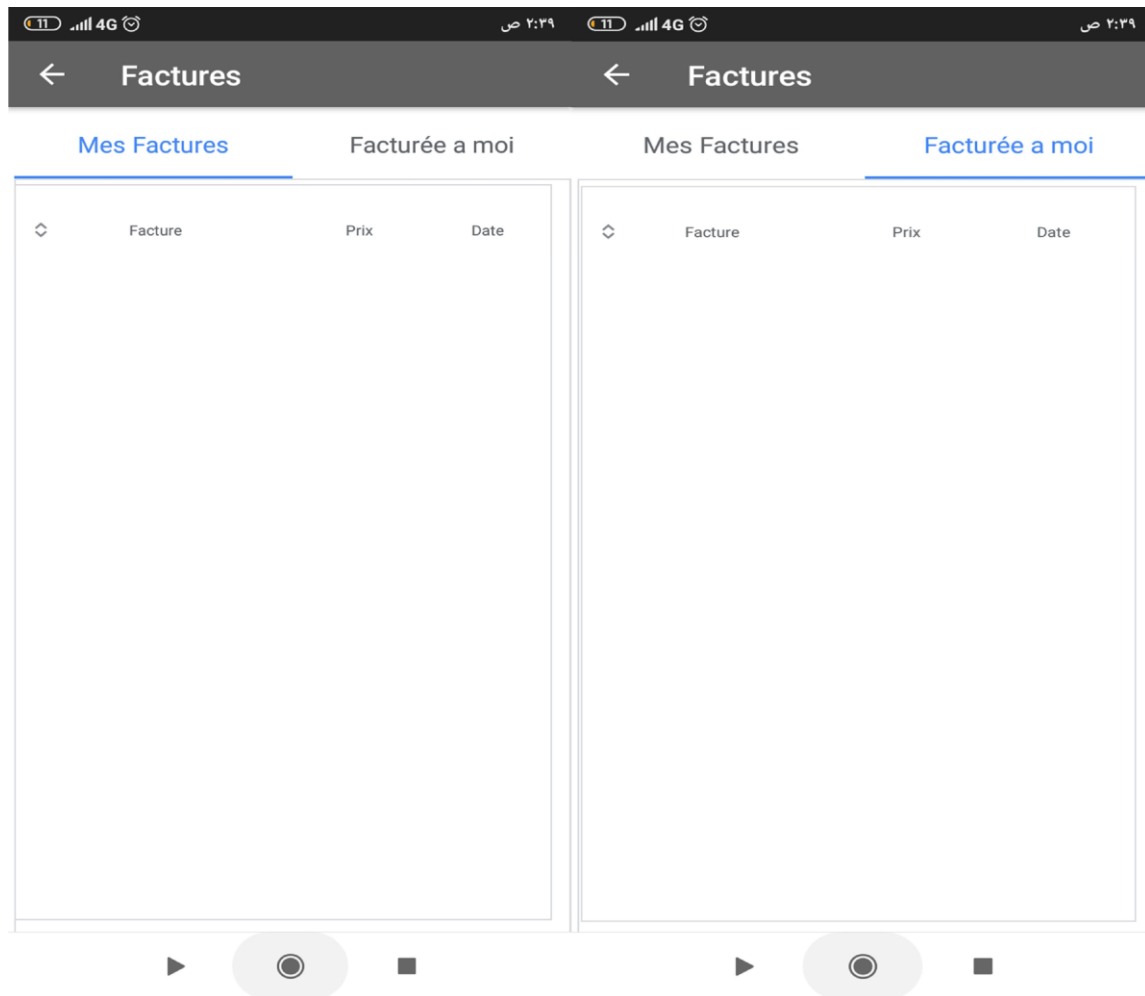 11 4G ٢:٣٩ ص
Factures
Mes Factures Facturée a moi
Facture Prix Date
11 4G ٢:٣٩ ص
Factures
Mes Factures Facturée a moi
Facture Prix Date